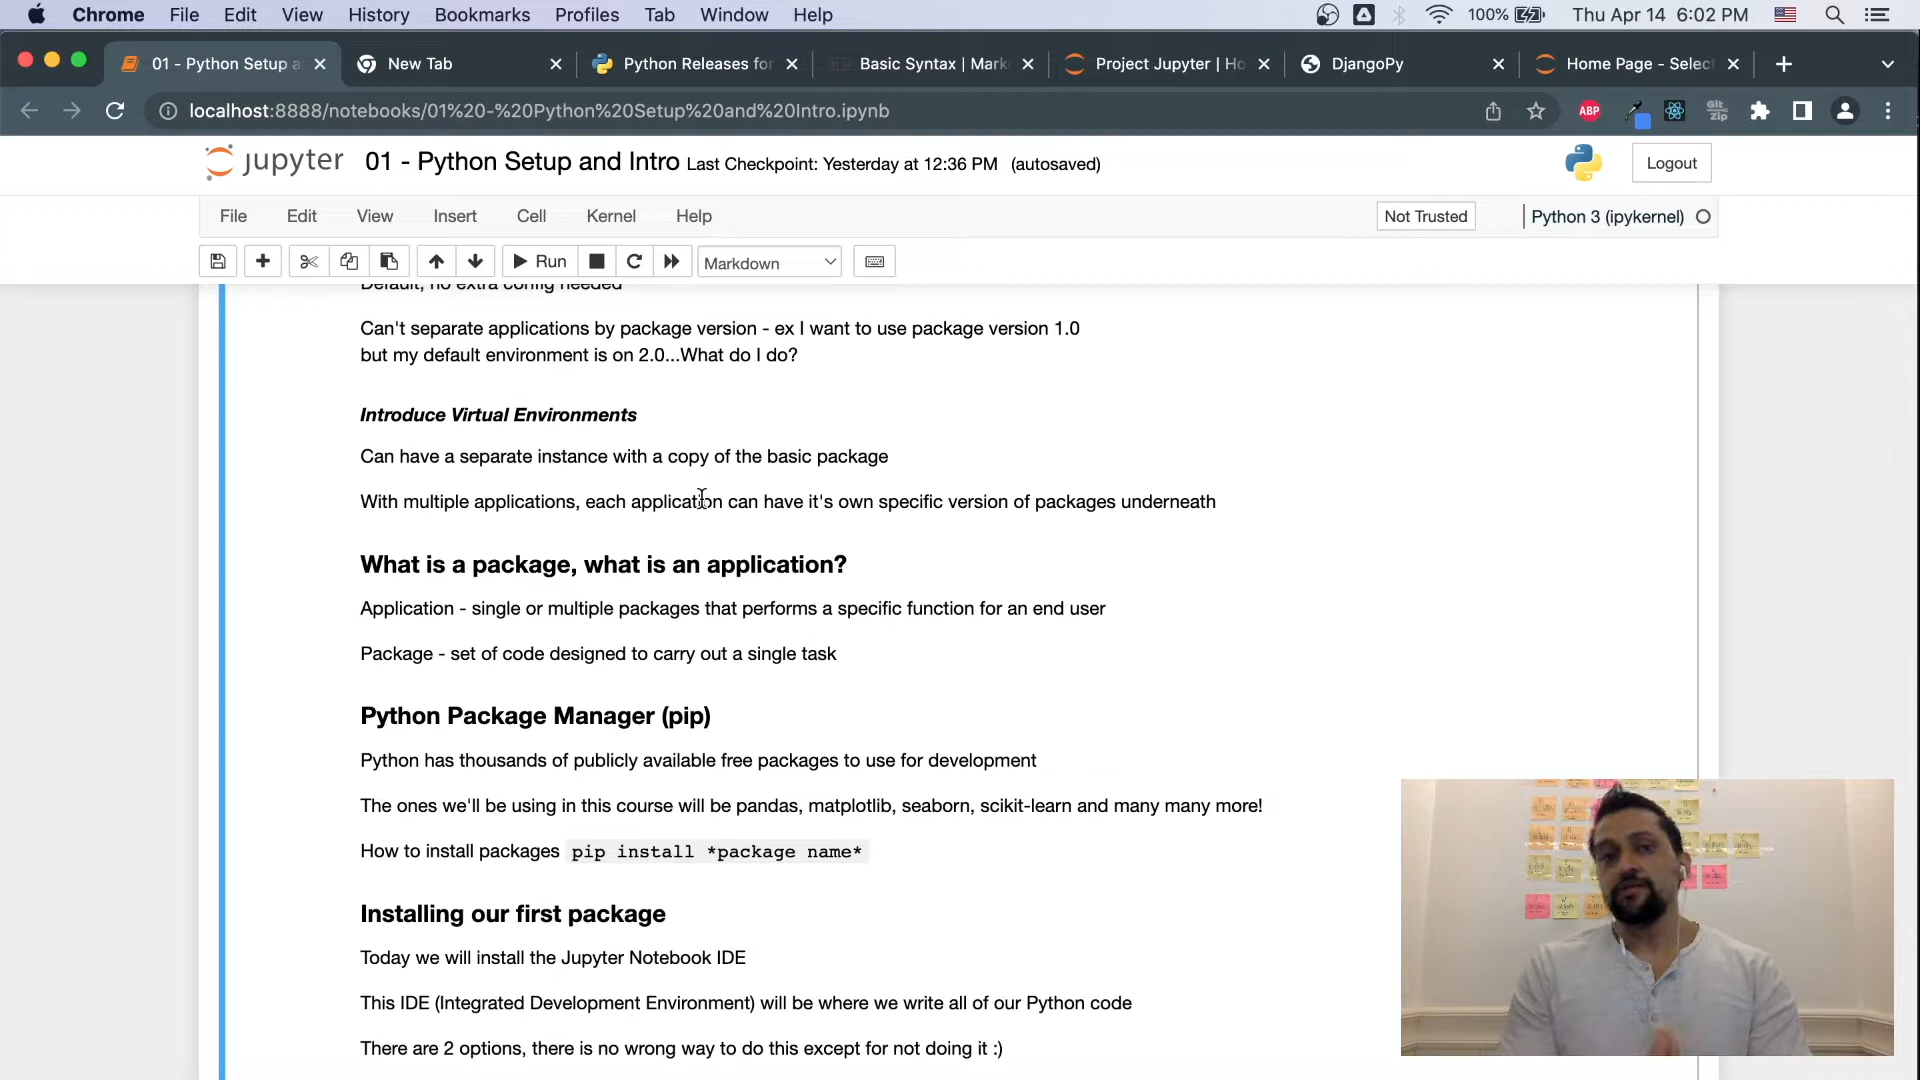 Chrome File Edit View History Bookmarks Profiles Tab Window Help 100% Thu Apr 14 6:02 PM
01 - Python Setup a New Tab Python Releases for Basic Syntax | Mark Project Jupyter | Ho DjangoPy Home Page - Select
localhost:8888/notebooks/01%20-%20Python%20Setup%20and%20Intro.ipynb ABP Git Zip
jupyter 01 - Python Setup and Intro Last Checkpoint: Yesterday at 12:36 PM (autosaved) Logout
File Edit View Insert Cell Kernel Help Not Trusted Python 3 (ipykernel)
Run Markdown
Default, no extra config needed
Can't separate applications by package version - ex I want to use package version 1.0
but my default environment is on 2.0...What do I do?
Introduce Virtual Environments
Can have a separate instance with a copy of the basic package
With multiple applications, each application can have it's own specific version of packages underneath
What is a package, what is an application?
Application - single or multiple packages that performs a specific function for an end user
Package - set of code designed to carry out a single task
Python Package Manager (pip)
Python has thousands of publicly available free packages to use for development
The ones we'll be using in this course will be pandas, matplotlib, seaborn, scikit-learn and many many more!
How to install packages pip install *package name*
Installing our first package
Today we will install the Jupyter Notebook IDE
This IDE (Integrated Development Environment) will be where we write all of our Python code
There are 2 options, there is no wrong way to do this except for not doing it :)